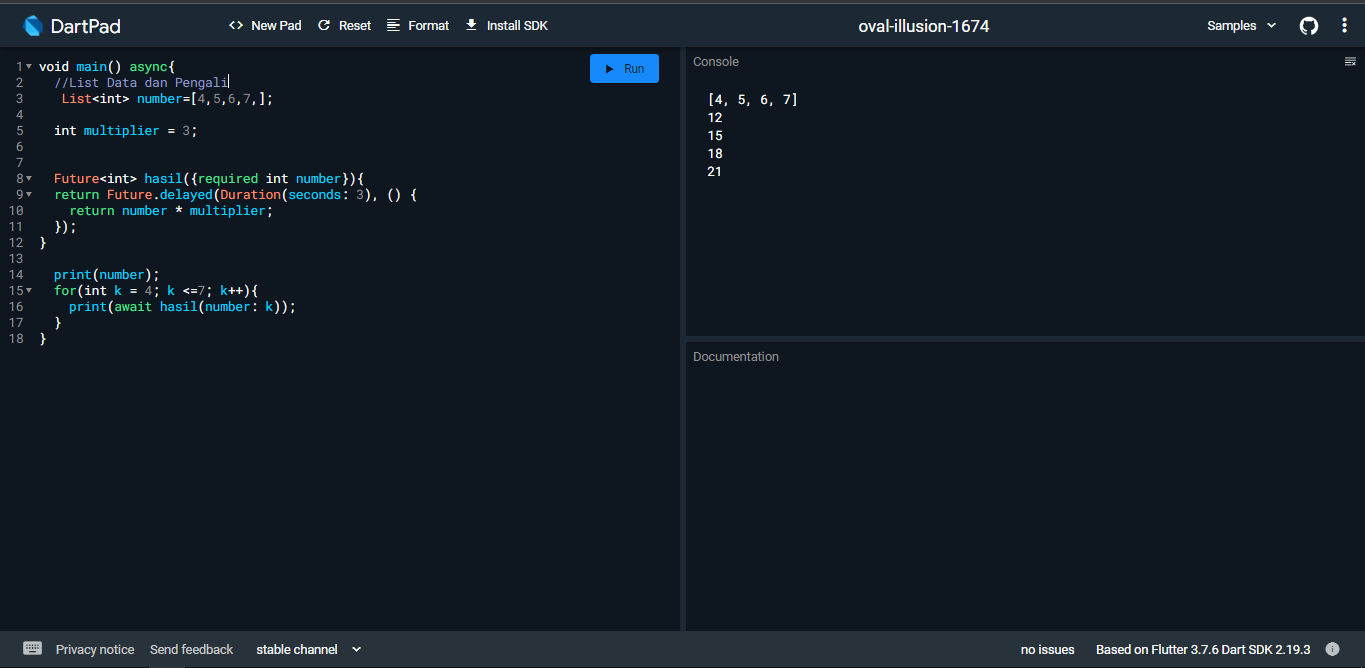 DartPad
<> New Pad Reset Format Install SDK
oval-illusion-1674
Samples
Run
1 void main() async{
2   //List Data dan Pengali
3    List<int> number=[4,5,6,7,];
4
5   int multiplier = 3;
6
7
8   Future<int> hasil({required int number}){
9   return Future.delayed(Duration(seconds: 3), () {
10     return number * multiplier;
11   });
12 }
13
14   print(number);
15   for(int k = 4; k <=7; k++){
16     print(await hasil(number: k));
17   }
18 }
Console
[4, 5, 6, 7]
12
15
18
21
Documentation
Privacy notice Send feedback stable channel
no issues Based on Flutter 3.7.6 Dart SDK 2.19.3